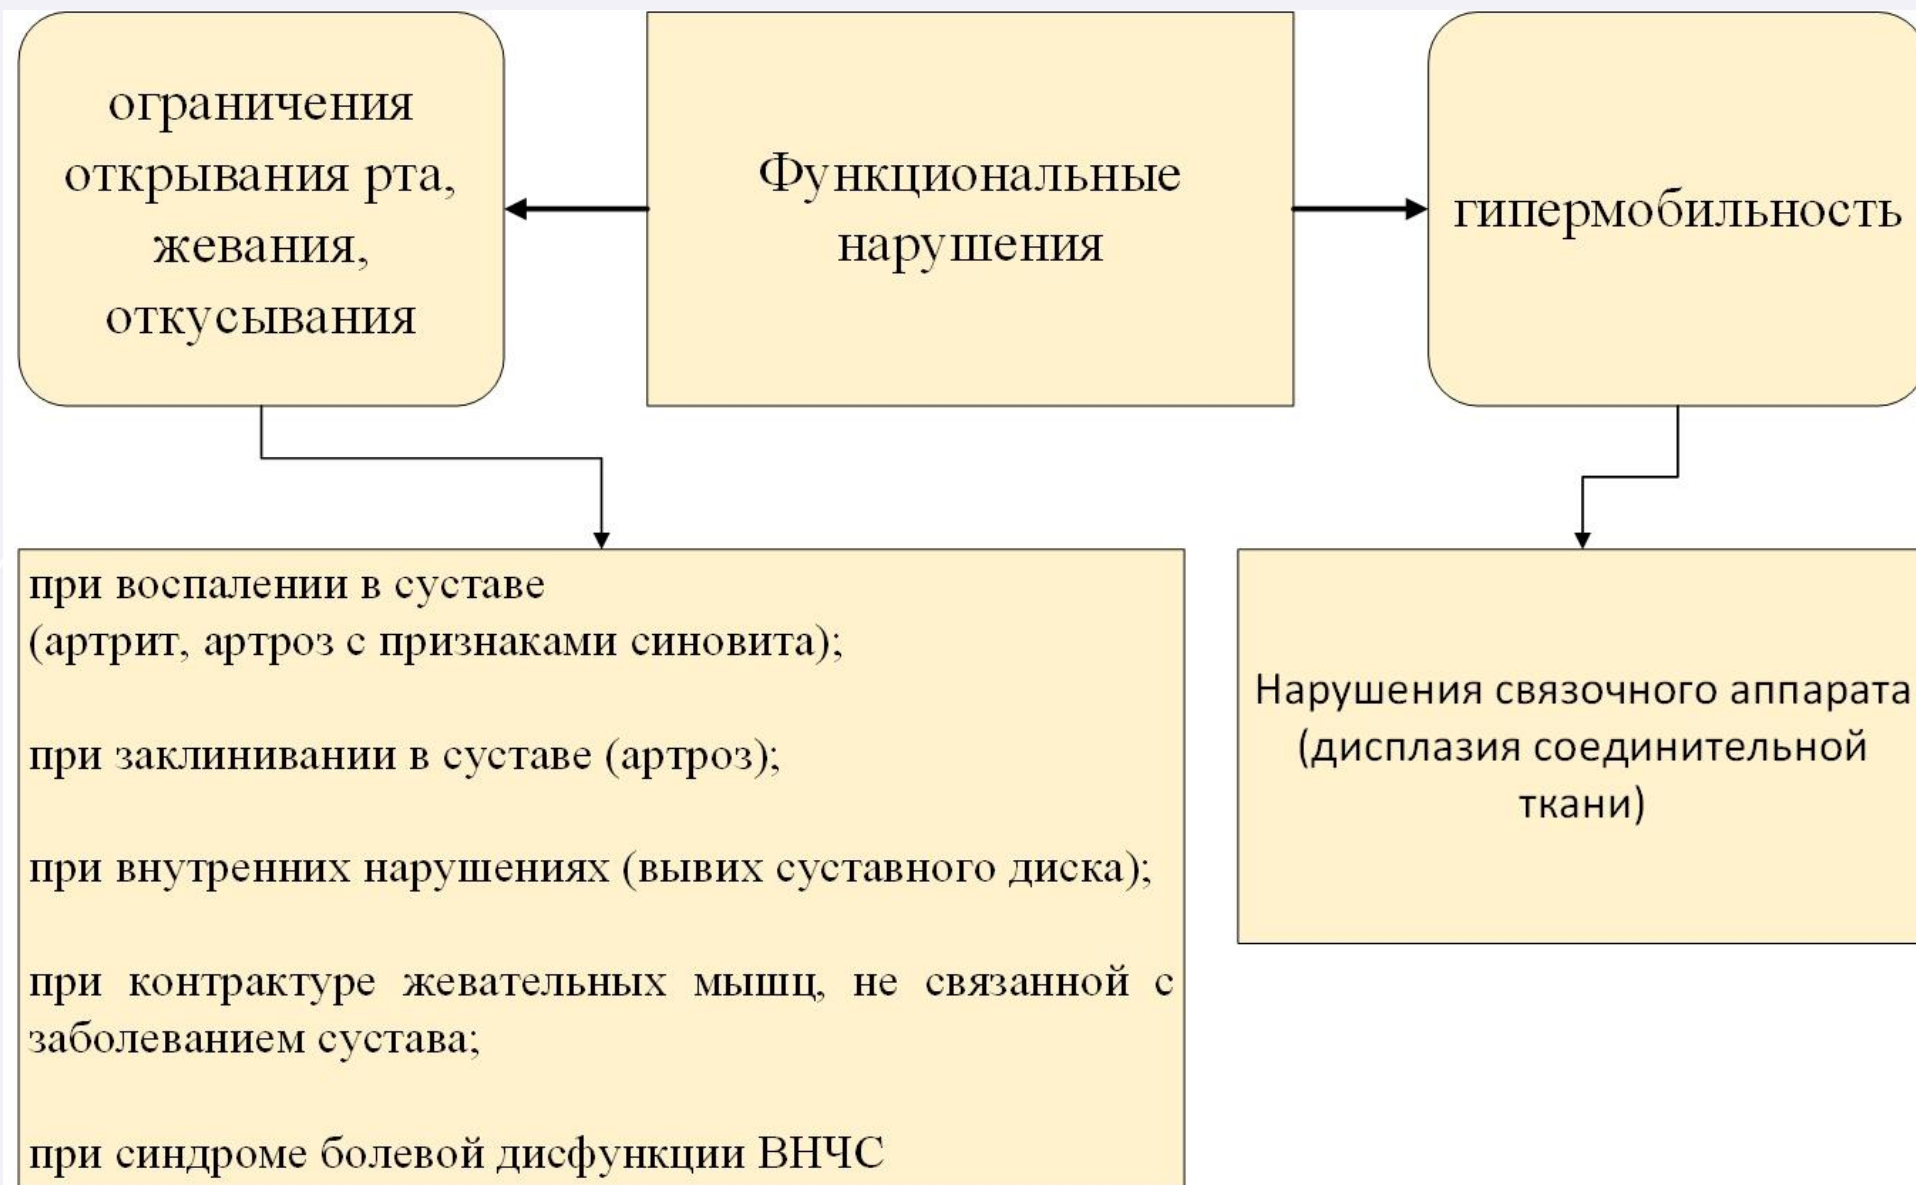 ограничения
открывания рта,
жевания,
откусывания
Функциональные
нарушения
гипермобильность
при воспалении в суставе
(артрит, артроз с признаками синовита);
при заклинивании в суставе (артроз);
при внутренних нарушениях (вывих суставного диска);
при контрактуре жевательных мышц, не связанной с
заболеванием сустава;
при синдроме болевой дисфункции ВНЧС
Нарушения связочного аппарата
(дисплазия соединительной
ткани)